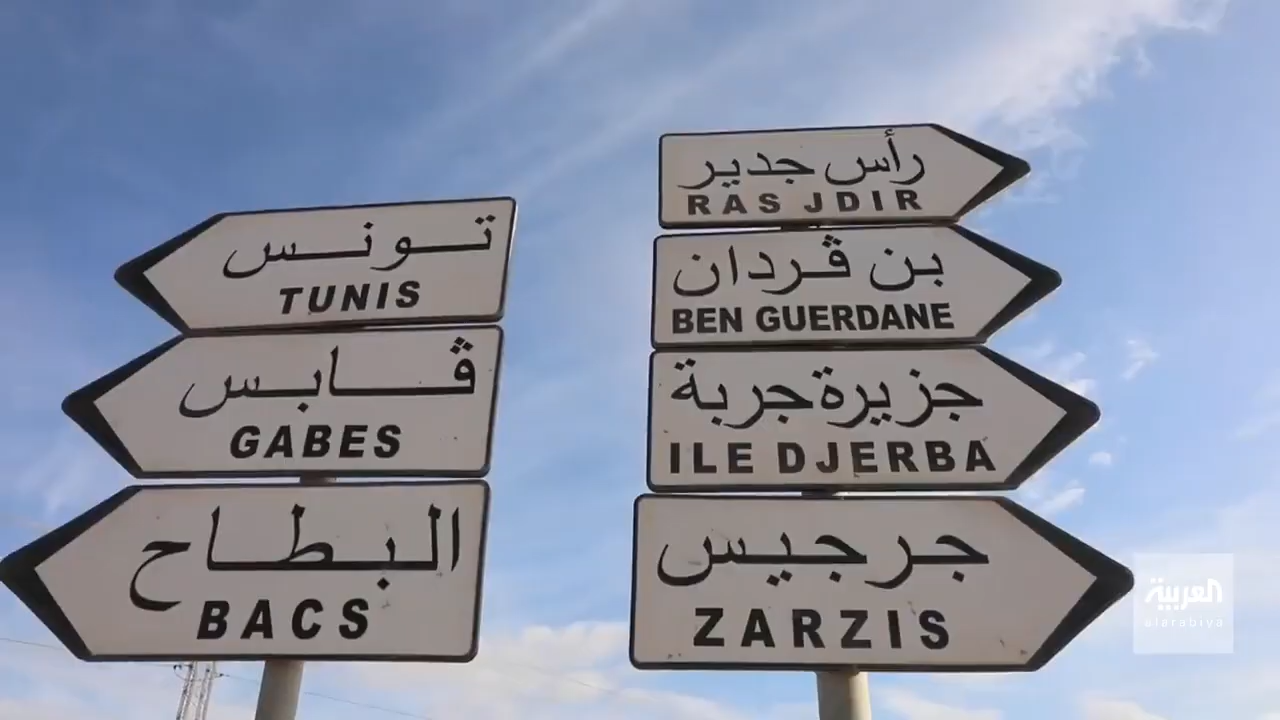 تونس
TUNIS
ڨابس
GABES
البطاح
BACS
رأس جدير
RAS JDIR
بن ڨردان
BEN GUERDANE
جزيرة جربة
ILE DJERBA
جرجيس
ZARZIS
العربية
alarabiya